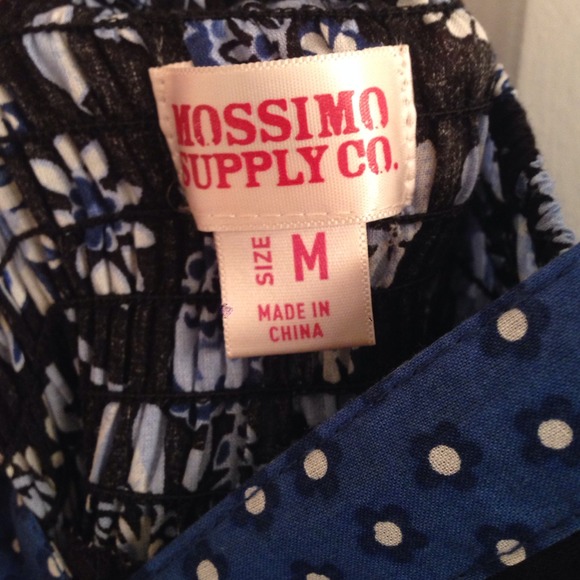 MOSSIMO
SUPPLY CO.
SIZE M
MADE IN
CHINA